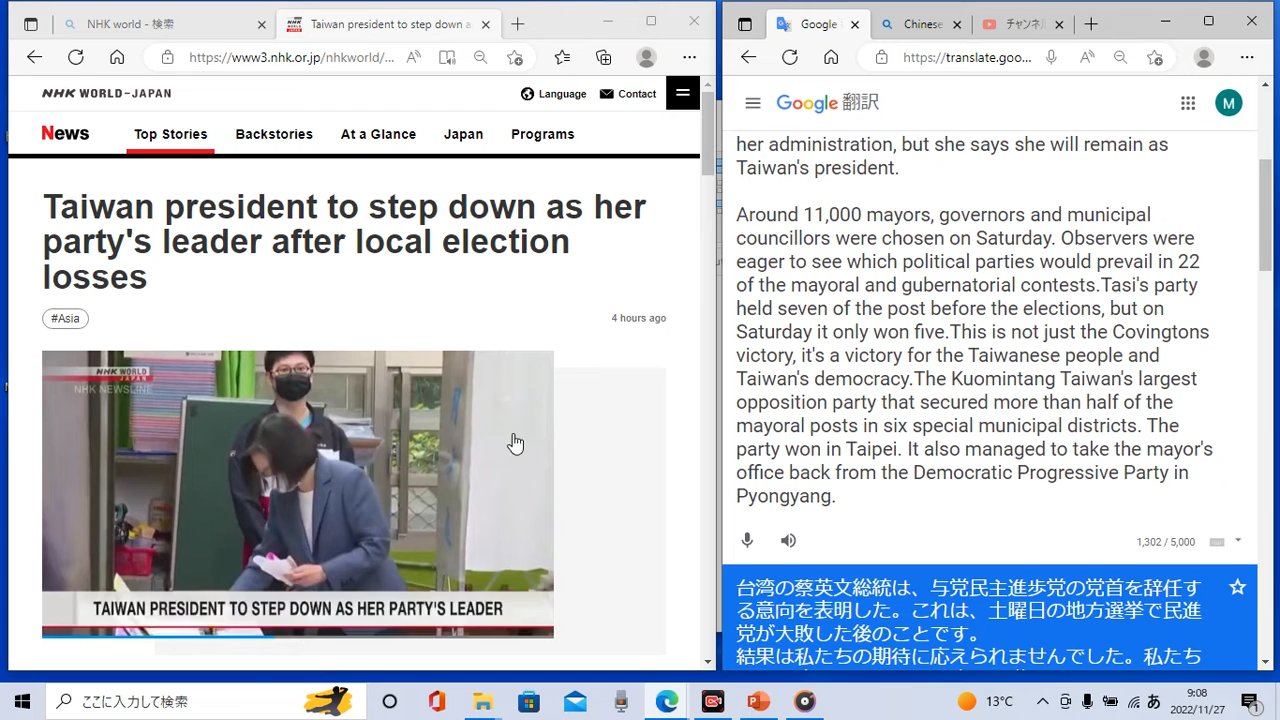 NHK world - 検索
Taiwan president to step down a
https://www3.nhk.or.jp/nhkworld/...
NHK WORLD-JAPAN
Language
Contact
News
Top Stories
Backstories
At a Glance
Japan
Programs
Taiwan president to step down as her
party's leader after local election
losses
#Asia
4 hours ago
NHK WORLD
JAPAN
NHK NEWSLINE
TAIWAN PRESIDENT TO STEP DOWN AS HER PARTY'S LEADER
Google
Chinese
チャンネル
https://translate.goo...
Google 翻訳
M
her administration, but she says she will remain as
Taiwan's president.
Around 11,000 mayors, governors and municipal
councillors were chosen on Saturday. Observers were
eager to see which political parties would prevail in 22
of the mayoral and gubernatorial contests.Tasi's party
held seven of the post before the elections, but on
Saturday it only won five.This is not just the Covingtons
victory, it's a victory for the Taiwanese people and
Taiwan's democracy.The Kuomintang Taiwan's largest
opposition party that secured more than half of the
mayoral posts in six special municipal districts. The
party won in Taipei. It also managed to take the mayor's
office back from the Democratic Progressive Party in
Pyongyang.
1,302 / 5,000
台湾の蔡英文総統は、与党民主進歩党の党首を辞任す
る意向を表明した。これは、土曜日の地方選挙で民進
党が大敗した後のことです。
結果は私たちの期待に応えられませんでした。私たち
ここに入力して検索
13°C
あ
9:08
2022/11/27
1